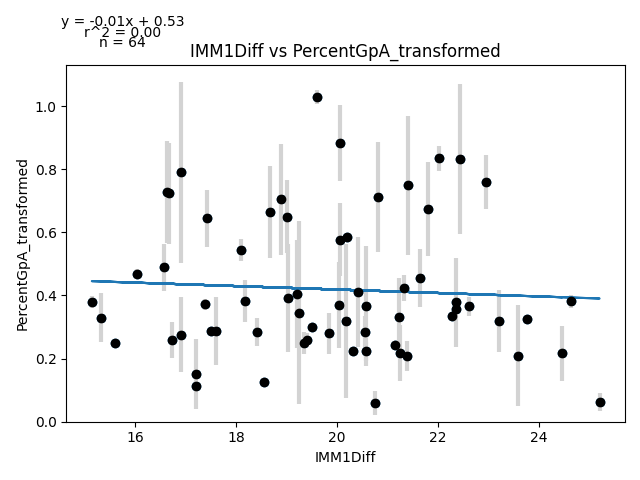 y = -0.01x + 0.53
r^2 = 0.00
n = 64
IMM1Diff vs PercentGpA_transformed
PercentGpA_transformed
1.0
0.8
0.6
0.4
0.2
0.0
16 18 20 22 24
IMM1Diff